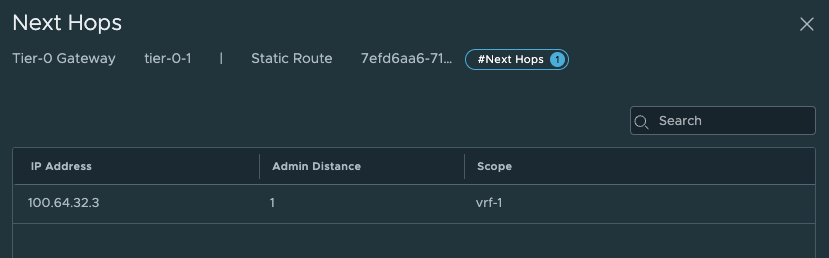 Next Hops
Tier-0 Gateway tier-0-1 | Static Route 7efd6aa6-71... #Next Hops 1
Search
IP Address Admin Distance Scope
100.64.32.3 1 vrf-1